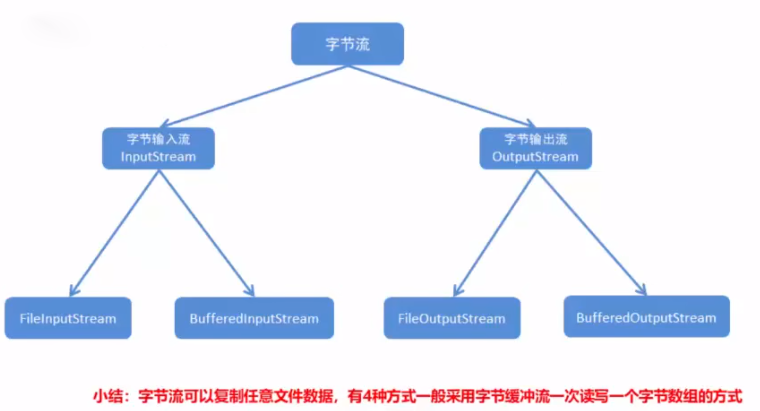 字节流
字节输入流
InputStream
字节输出流
OutputStream
FileInputStream
BufferedInputStream
FileOutputStream
BufferedOutputStream
小结：字节流可以复制任意文件数据，有4种方式一般采用字节缓冲流一次读写一个字节数组的方式